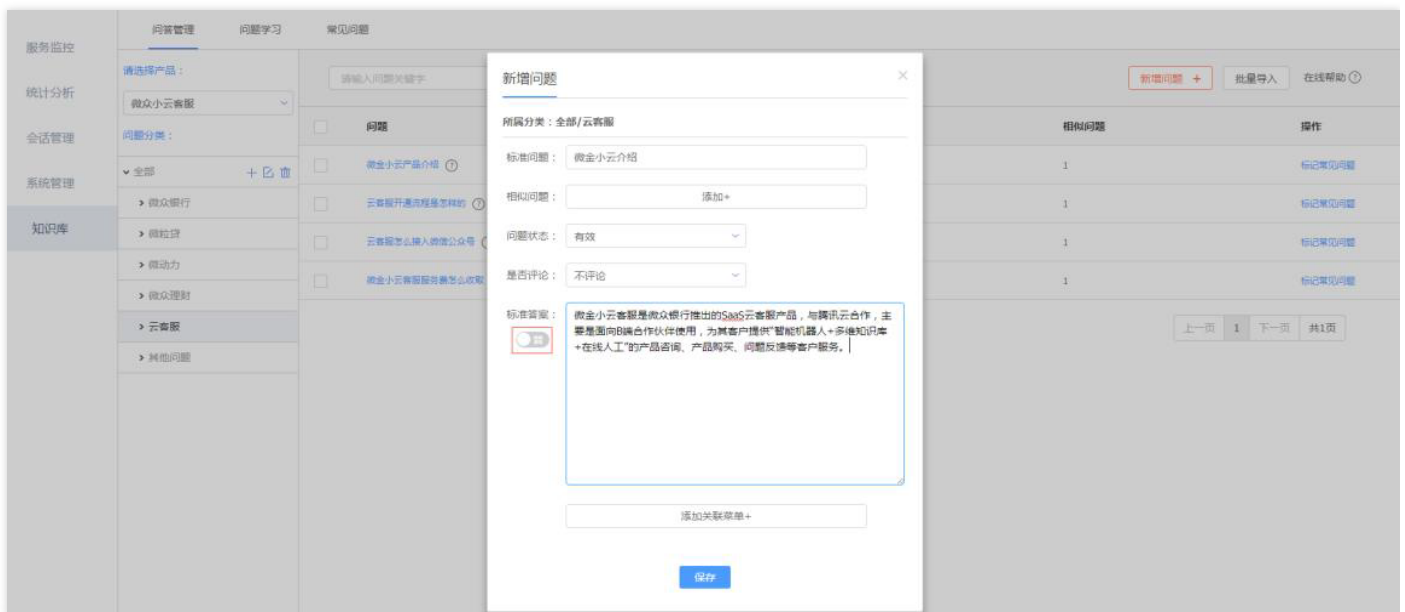 问答管理
问题学习
常见问题
服务监控
统计分析
会话管理
系统管理
知识库
请选择产品：
微众小云客服
问题分类：
全部
微众银行
微粒贷
微动力
微众理财
云客服
其他问题
请输入问题关键字
新增问题 +
批量导入
在线帮助
问题
相似问题
操作
微金小云产品介绍
1
标记常见问题
云客服开通流程是怎样的
1
标记常见问题
云客服怎么接入微信公众号
1
标记常见问题
微金小云客服服务费怎么收取
1
标记常见问题
上一页 1 下一页 共1页
新增问题
所属分类：全部/云客服
标准问题： 微金小云介绍
相似问题： 添加+
问题状态： 有效
是否评论： 不评论
标准答案：
微金小云客服是微众银行推出的SaaS云客服产品，与腾讯云合作，主
要是面向B端合作伙伴使用，为其客户提供"智能机器人+多维知识库
+在线人工"的产品咨询、产品购买、问题反馈等客户服务。
添加关联菜单+
保存